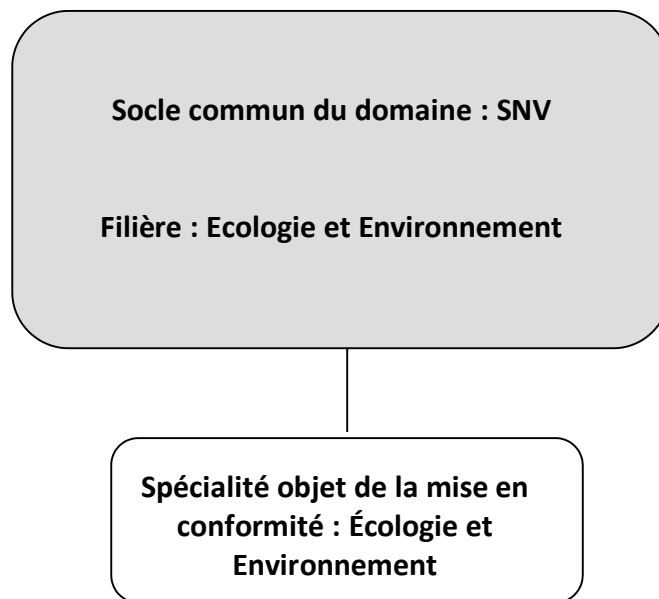 Socle commun du domaine : SNV
Filière : Ecologie et Environnement
Spécialité objet de la mise en
conformité : Écologie et
Environnement